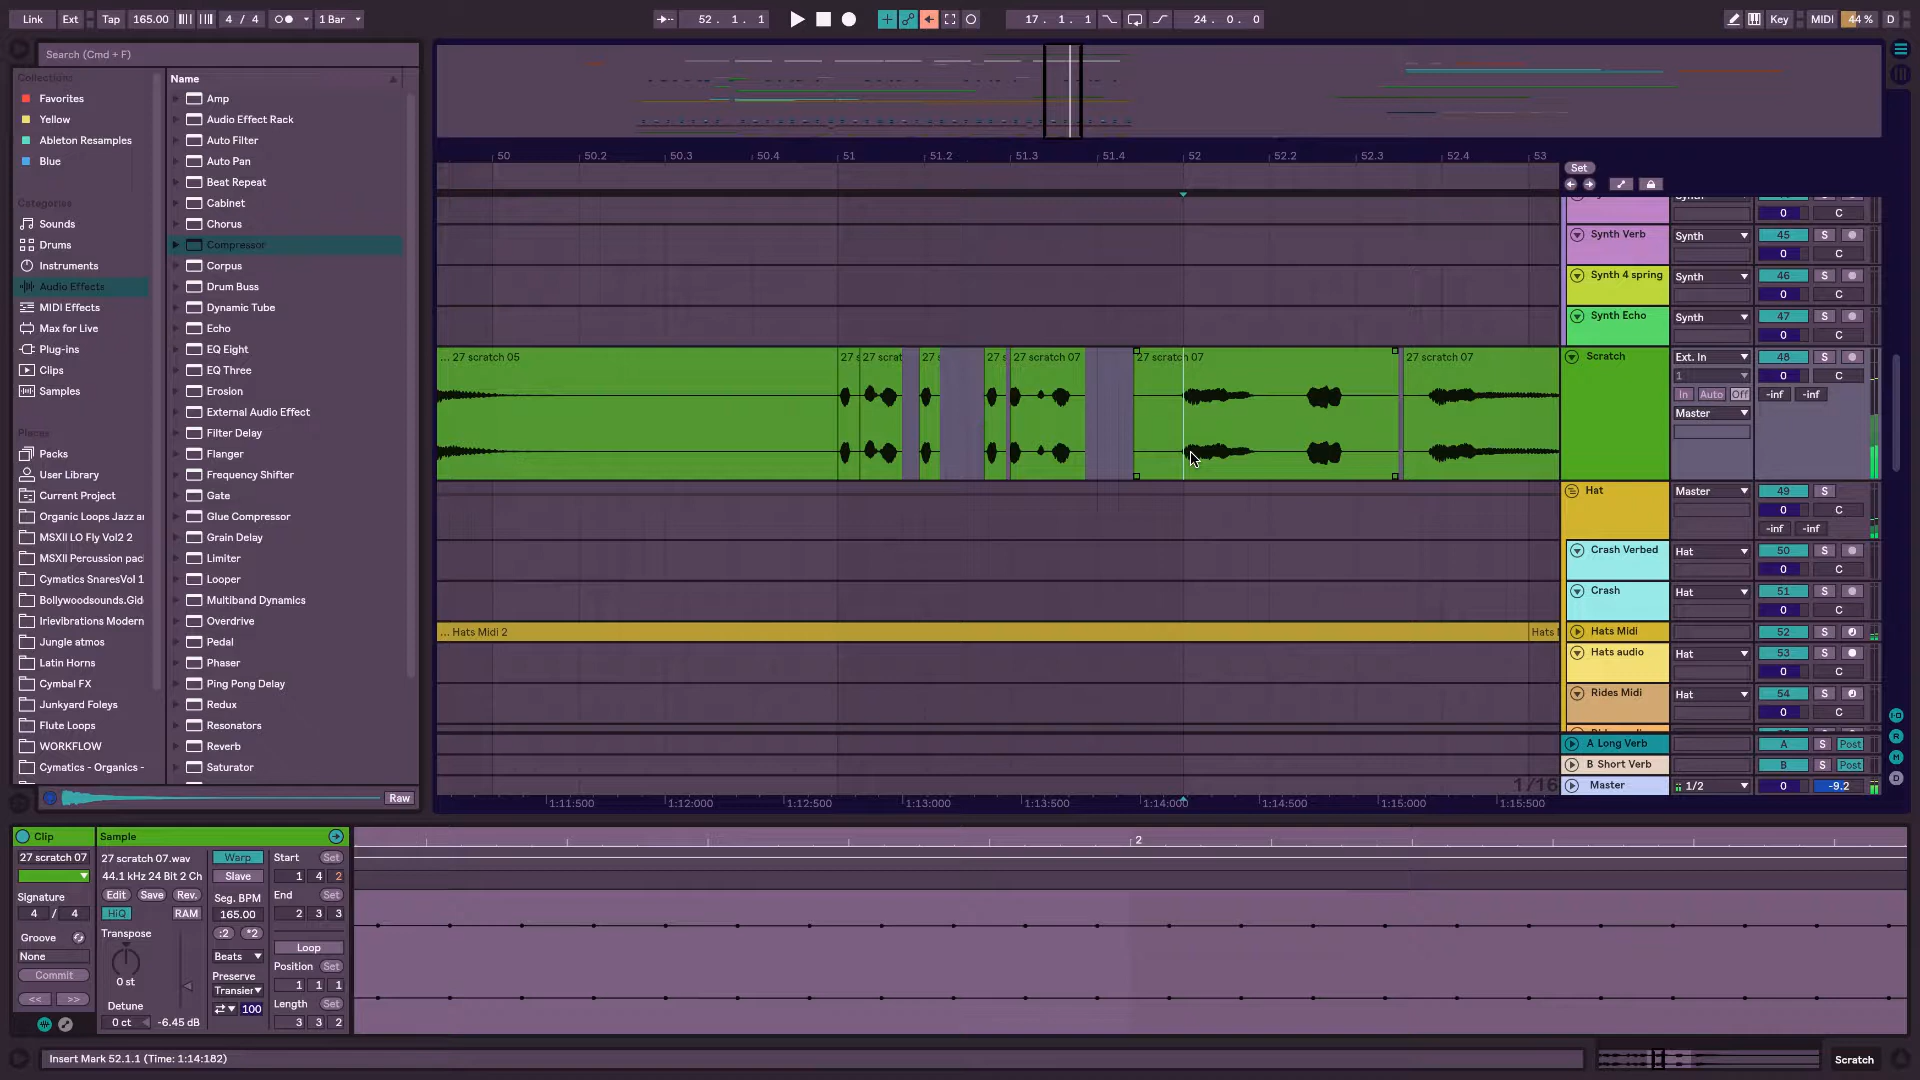 Link Ext Tap 165.00 4 / 4 1 Bar 52 . 1 . 1 17 . 1 . 1 24 . 0 . 0 Key MIDI 44 % D
Search (Cmd + F)
Collections
Favorites
Yellow
Ableton Resamples
Blue
Categories
Sounds
Drums
Instruments
Audio Effects
MIDI Effects
Max for Live
Plug-ins
Clips
Samples
Places
Packs
User Library
Current Project
Organic Loops Jazz ar
MSXII LO Fly Vol2 2
MSXII Percussion pac
Cymatics SnaresVol 1
Bollywoodsounds.Gid
Irievibrations Modern
Jungle atmos
Latin Horns
Cymbal FX
Junkyard Foleys
Flute Loops
WORKFLOW
Cymatics - Organics -
Name
Amp
Audio Effect Rack
Auto Filter
Auto Pan
Beat Repeat
Cabinet
Chorus
Compressor
Corpus
Drum Buss
Dynamic Tube
Echo
EQ Eight
EQ Three
Erosion
External Audio Effect
Filter Delay
Flanger
Frequency Shifter
Gate
Glue Compressor
Grain Delay
Limiter
Looper
Multiband Dynamics
Overdrive
Pedal
Phaser
Ping Pong Delay
Redux
Resonators
Reverb
Saturator
Raw
50 50.2 50.3 50.4 51 51.2 51.3 51.4 52 52.2 52.3 52.4 53
Set
Synth 0 C
Synth Verb Synth 45 S
0 C
Synth 4 spring Synth 46 S
0 C
Synth Echo Synth 47 S
0 C
... 27 scratch 05 27 s 27 scrat 27 s 27 s 27 scratch 07 27 scratch 07 27 scratch 07
Scratch Ext. In 48 S
1 0 C
In Auto Off -inf -inf
Master
Hat Master 49 S
0 C
-inf -inf
Crash Verbed Hat 50 S
0 C
Crash Hat 51 S
0 C
... Hats Midi 2 Hats
Hats Midi 52 S
Hats audio Hat 53 S
0 C
Rides Midi Hat 54 S
0 C
A Long Verb A S Post
B Short Verb B S Post
1/16
Master 1/2 0 -9.2
1:11:500 1:12:000 1:12:500 1:13:000 1:13:500 1:14:000 1:14:500 1:15:000 1:15:500
I·O
R
M
D
Clip
27 scratch 07
Signature
4 / 4
Groove
None
Commit
<< >>
Sample
27 scratch 07.wav
44.1 kHz 24 Bit 2 Ch
Edit Save Rev.
HiQ RAM
Transpose
0 st
Detune
0 ct -6.45 dB
Warp
Slave
Seg. BPM
165.00
:2 *2
Beats
Preserve
Transier
100
Start Set
1 4 2
End Set
2 3 3
Loop
Position Set
1 1 1
Length Set
3 3 2
2
Insert Mark 52.1.1 (Time: 1:14:182)
Scratch